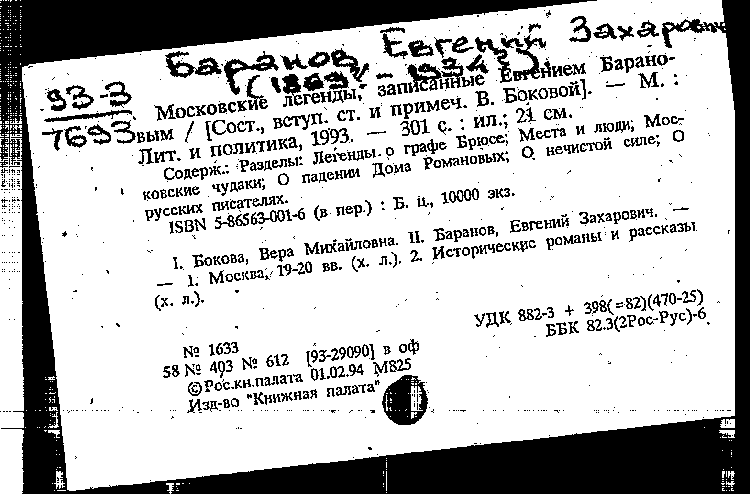 Баранов Евгений Захарович
(1869? - 1934?).
93-3
7693
Московские легенды, записанные Евгением Барано-
вым / [Сост., вступ. ст. и примеч. В. Боковой]. — М. :
Лит. и политика, 1993. — 301 с. : ил.; 21 см.
Содерж.: Разделы: Легенды о графе Брюсе; Места и люди; Мос-
ковские чудаки; О падении Дома Романовых; О нечистой силе; О
русских писателях.
ISBN 5-86563-001-6 (в пер.) : Б. ц., 10000 экз.
I. Бокова, Вера Михайловна. II. Баранов, Евгений Захарович. —
— 1. Москва, 19-20 вв. (х. л.). 2. Исторические романы и рассказы
(х. л.).
УДК 882-3 + 398(=82)(470-25)
ББК 82.3(2Рос-Рус)-6
№ 1633
58 № 403 № 612 [93-29090] в оф
© Рос.кн.палата 01.02.94 М825
Изд-во "Книжная палата"